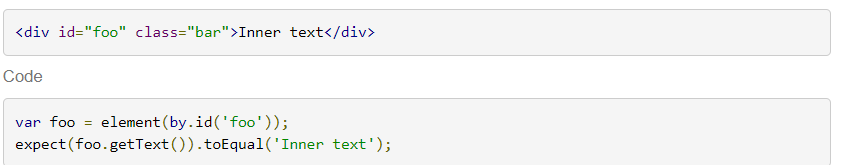 <div id="foo" class="bar">Inner text</div>
Code
var foo = element(by.id('foo'));
expect(foo.getText()).toEqual('Inner text');